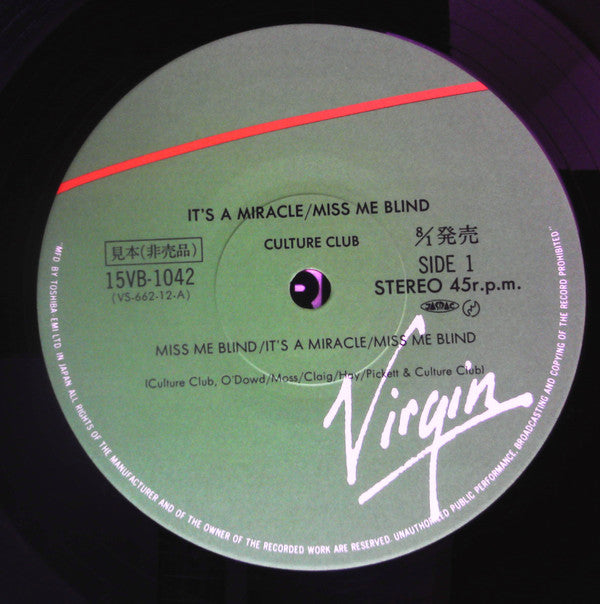 IT'S A MIRACLE/MISS ME BLIND
見本(非売品)
CULTURE CLUB
8/1発売
15VB-1042
SIDE 1
(VS-662-12-A)
STEREO 45r.p.m.
JASRAC
MISS ME BLIND/IT'S A MIRACLE/MISS ME BLIND
(Culture Club, O'Dowd/Moss/Claig/Hay/Pickett & Culture Club)
Virgin
"MFD BY TOSHIBA EMI LTD. IN JAPAN ALL RIGHTS OF THE MANUFACTURER AND OF THE OWNER OF THE RECORDED WORK ARE RESERVED. UNAUTHORIZED PUBLIC PERFORMANCE, BROADCASTING AND COPYING OF THE RECORD PROHIBITED"